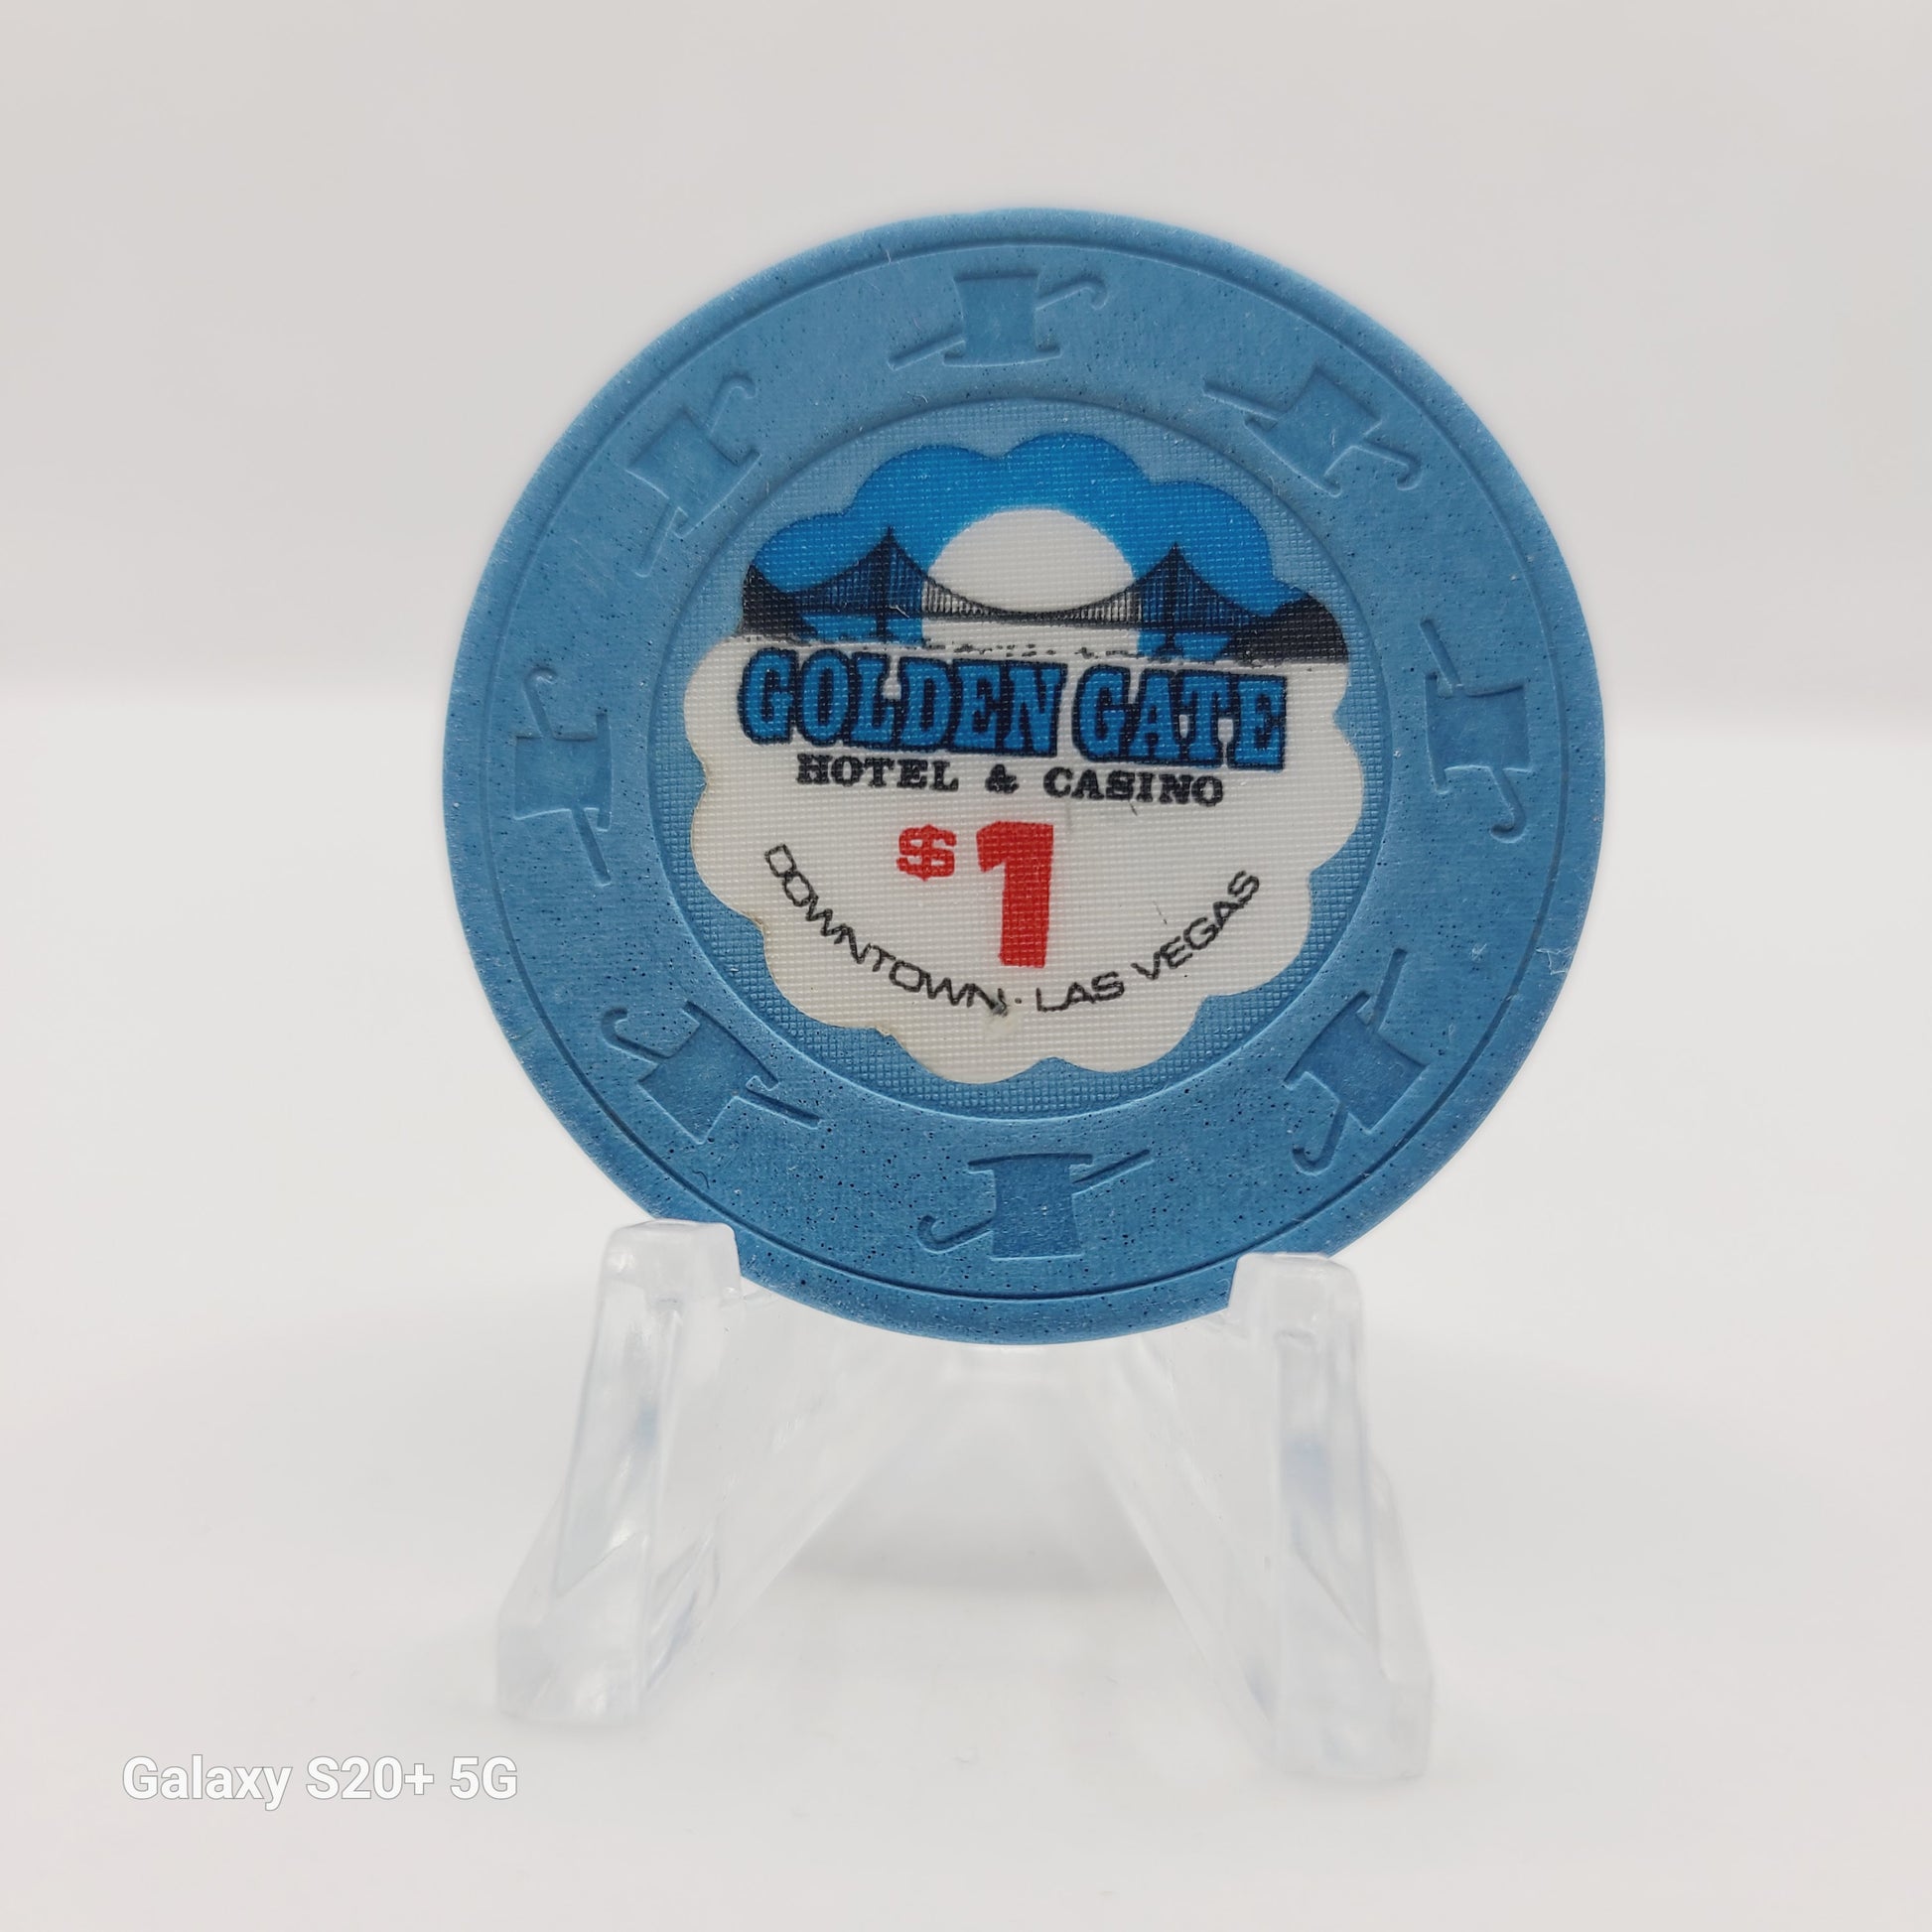 GOLDEN GATE
HOTEL & CASINO
$1
DOWNTOWN · LAS VEGAS
Galaxy S20+ 5G